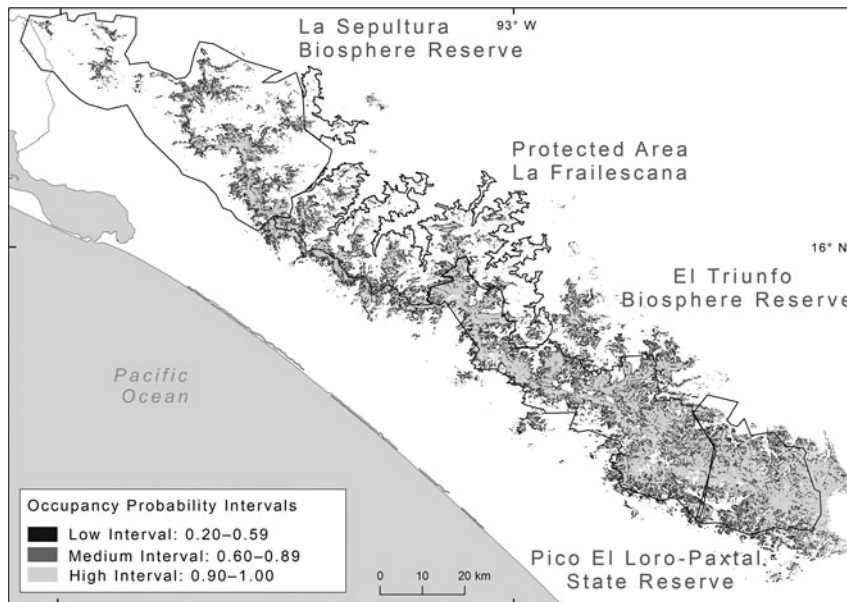 La Sepultura
Biosphere Reserve
93° W
Protected Area
La Frailescana
16° N
El Triunfo
Biosphere Reserve
Pacific
Ocean
Occupancy Probability Intervals
Low Interval: 0.20–0.59
Medium Interval: 0.60–0.89
High Interval: 0.90–1.00
0 10 20 km
Pico El Loro-Paxtal
State Reserve